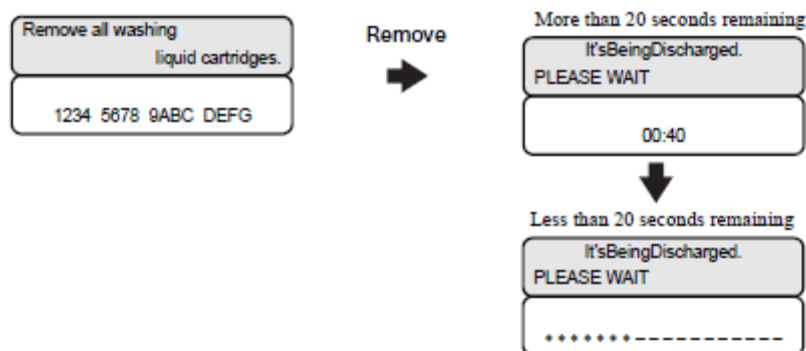 Remove all washing
liquid cartridges.
1234 5678 9ABC DEFG
Remove
More than 20 seconds remaining
It'sBeingDischarged.
PLEASE WAIT
00:40
Less than 20 seconds remaining
It'sBeingDischarged.
PLEASE WAIT
*******-----------